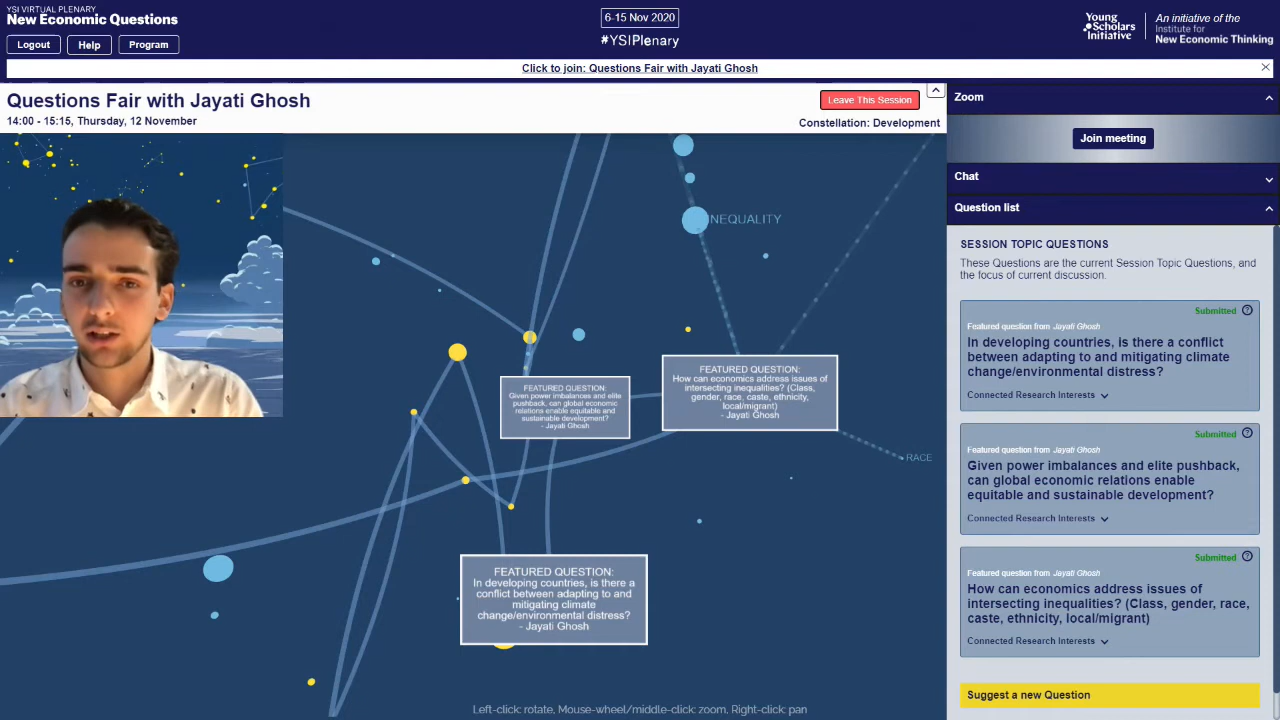 YSI VIRTUAL PLENARY
New Economic Questions
Logout
Help
Program
6-15 Nov 2020
#YSIPlenary
Young
Scholars
Initiative
An initiative of the
Institute for
New Economic Thinking
Click to join: Questions Fair with Jayati Ghosh
Questions Fair with Jayati Ghosh
14:00 - 15:15, Thursday, 12 November
Leave This Session
Constellation: Development
INEQUALITY
FEATURED QUESTION:
How can economics address issues of
intersecting inequalities? (Class,
gender, race, caste, ethnicity,
local/migrant)
- Jayati Ghosh
FEATURED QUESTION:
Given power imbalances and elite
pushback, can global economic
relations enable equitable and
sustainable development?
- Jayati Ghosh
RACE
FEATURED QUESTION:
In developing countries, is there a
conflict between adapting to and
mitigating climate
change/environmental distress?
- Jayati Ghosh
Left-click: rotate, Mouse-wheel/middle-click: zoom, Right-click: pan
Zoom
Join meeting
Chat
Question list
SESSION TOPIC QUESTIONS
These Questions are the current Session Topic Questions, and
the focus of current discussion.
Submitted
Featured question from Jayati Ghosh
In developing countries, is there a conflict
between adapting to and mitigating climate
change/environmental distress?
Connected Research Interests
Submitted
Featured question from Jayati Ghosh
Given power imbalances and elite pushback,
can global economic relations enable
equitable and sustainable development?
Connected Research Interests
Submitted
Featured question from Jayati Ghosh
How can economics address issues of
intersecting inequalities? (Class, gender, race,
caste, ethnicity, local/migrant)
Connected Research Interests
Suggest a new Question